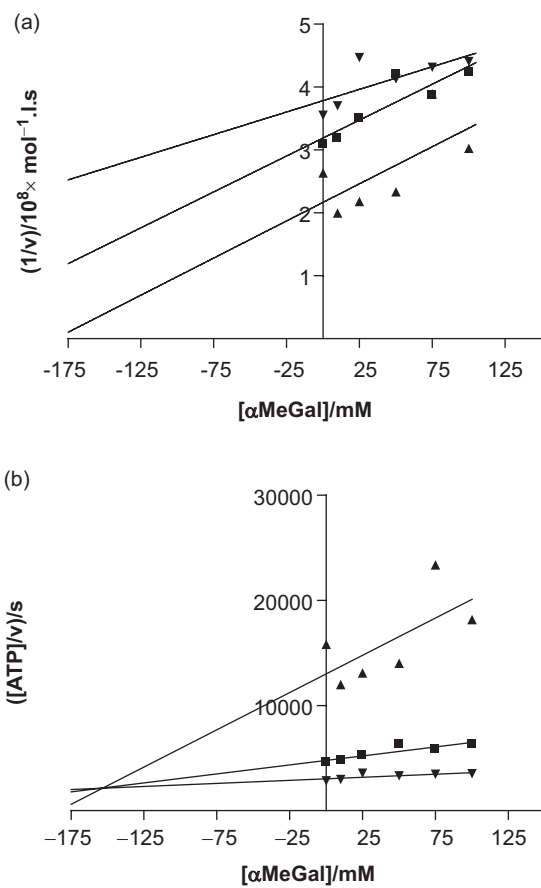 (a)
5
4
3
2
1
(1/v)/10⁸× mol⁻¹.l.s
-175 -125 -75 -25 25 75 125
[αMeGal]/mM
(b)
30000
20000
10000
([ATP]/v)/s
−175 −125 −75 −25 25 75 125
[αMeGal]/mM